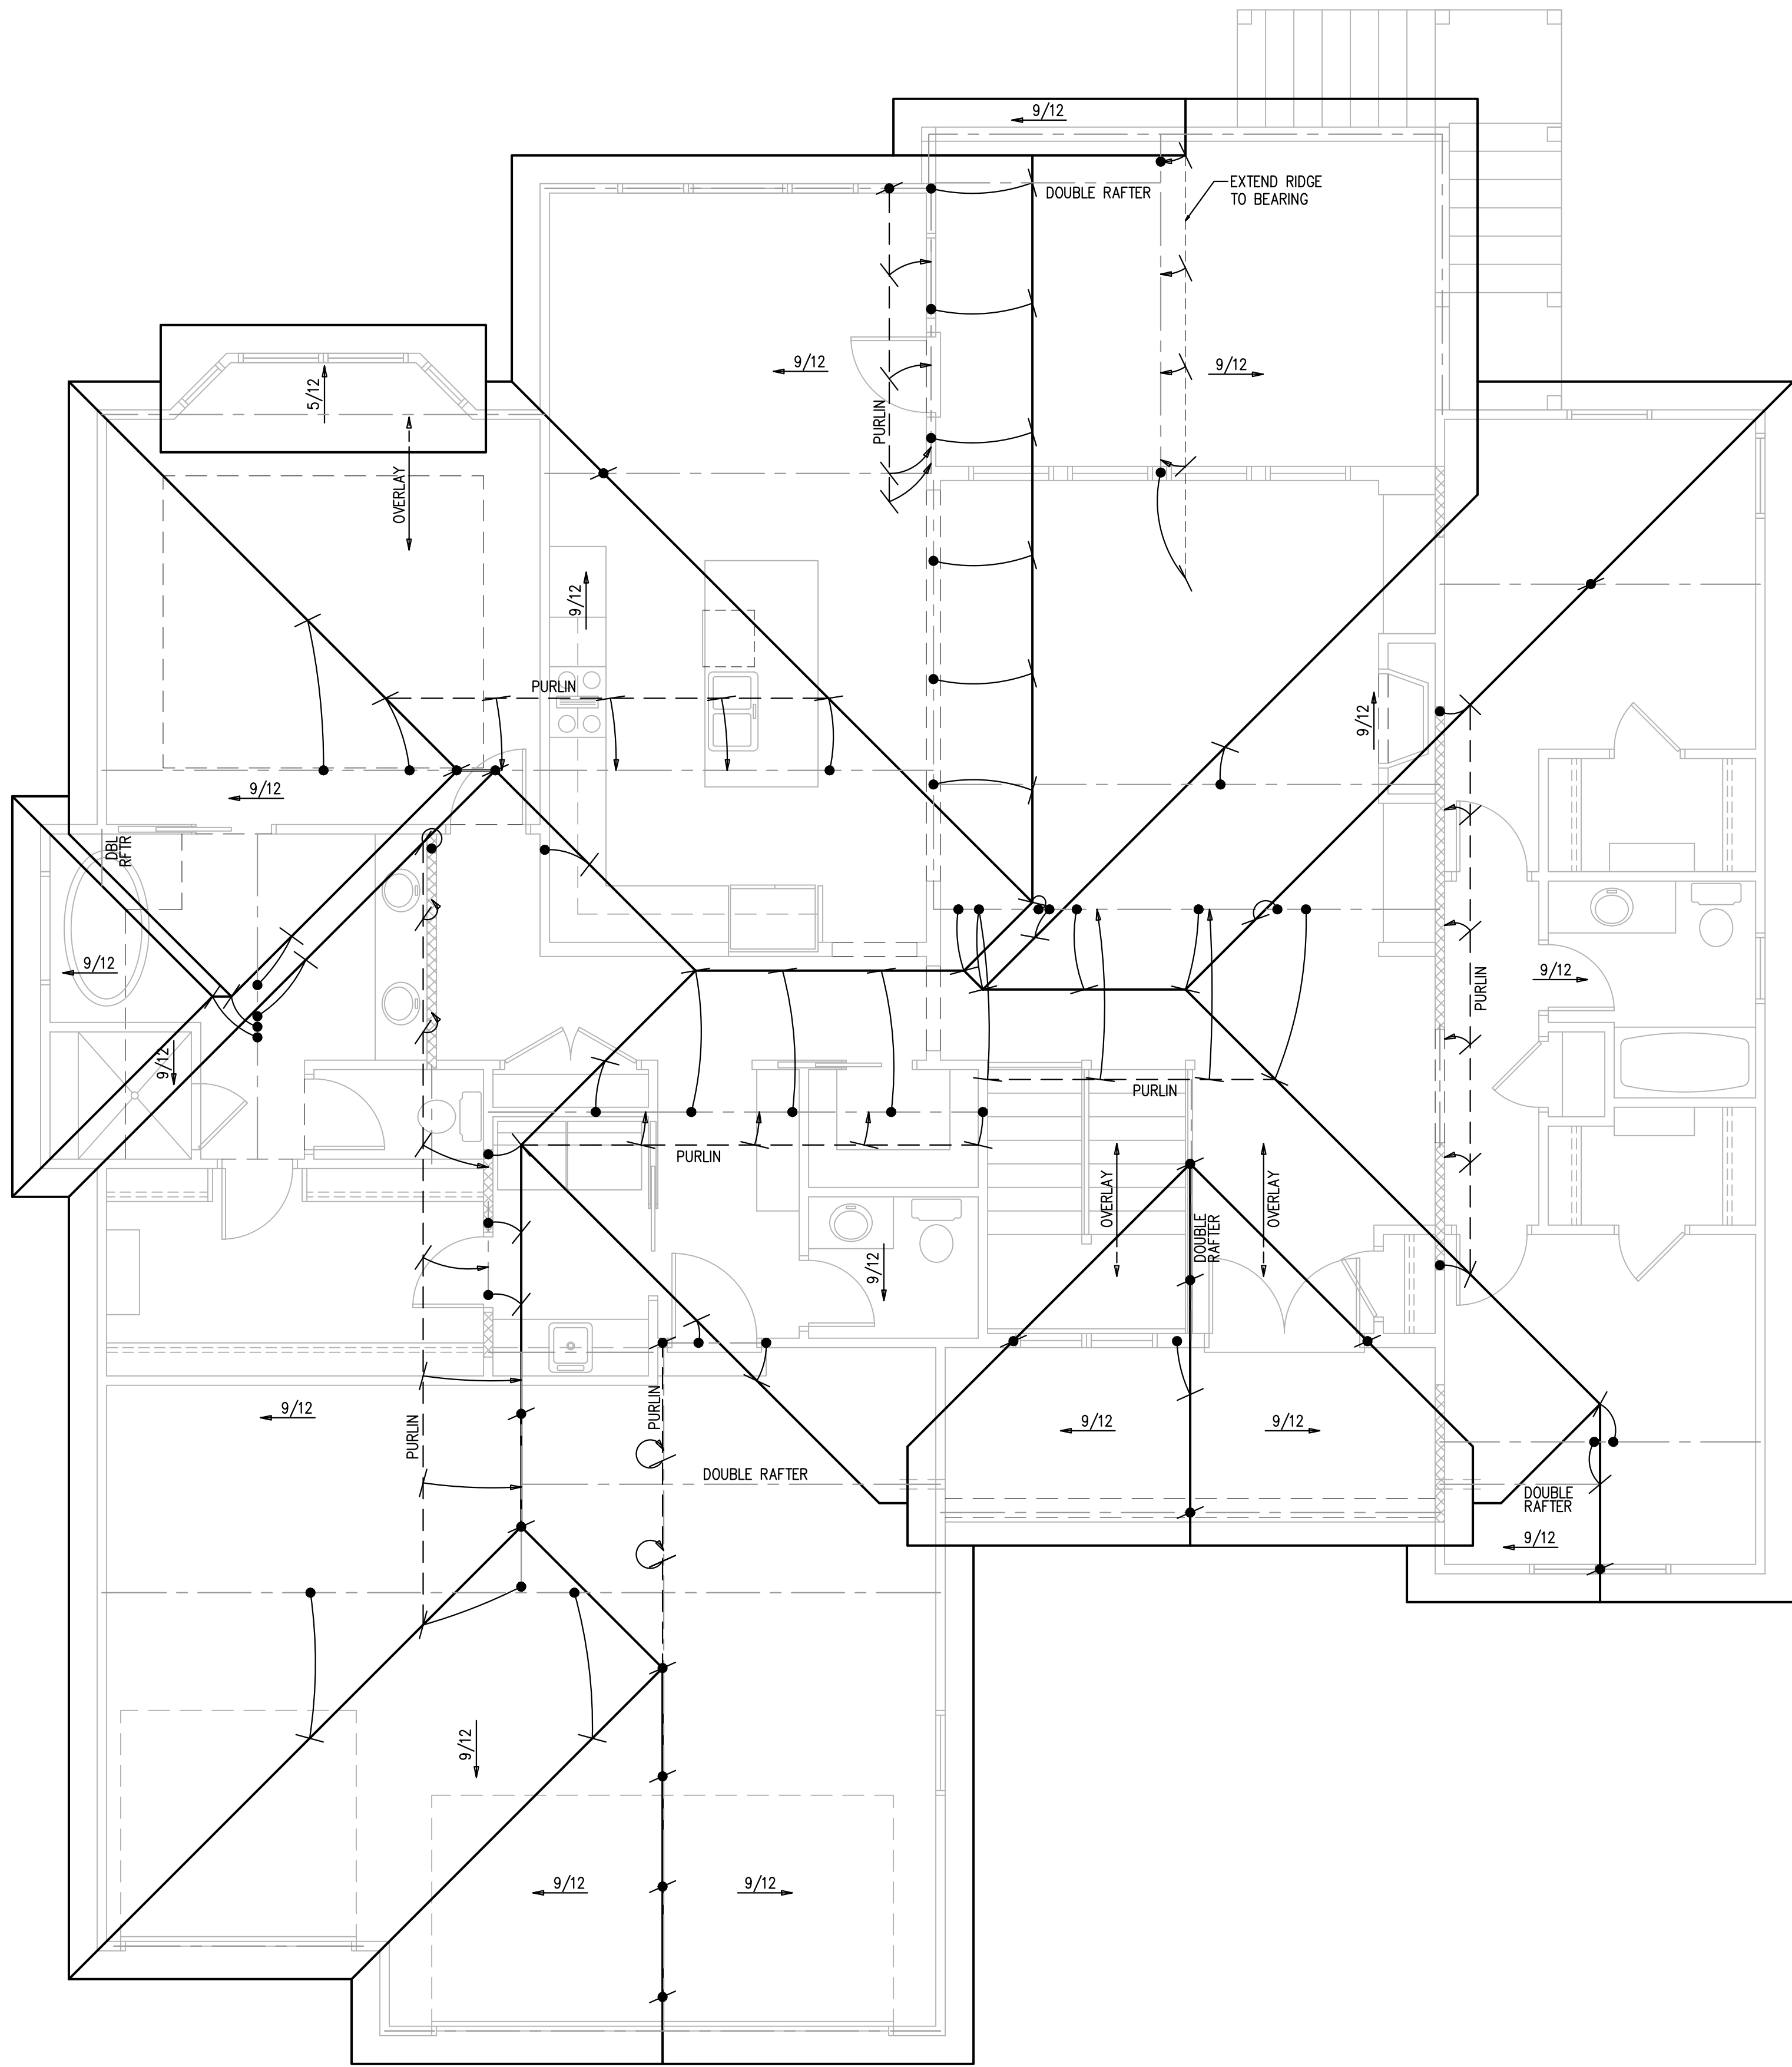 9/12
EXTEND RIDGE
TO BEARING
DOUBLE RAFTER
9/12
9/12
5/12
PURLIN
OVERLAY
9/12
PURLIN
9/12
9/12
DBL
RFTR
9/12
9/12
PURLIN
9/12
PURLIN
PURLIN
OVERLAY
DOUBLE
RAFTER
OVERLAY
9/12
9/12
PURLIN
PURLIN
9/12
9/12
DOUBLE RAFTER
DOUBLE
RAFTER
9/12
9/12
9/12
9/12